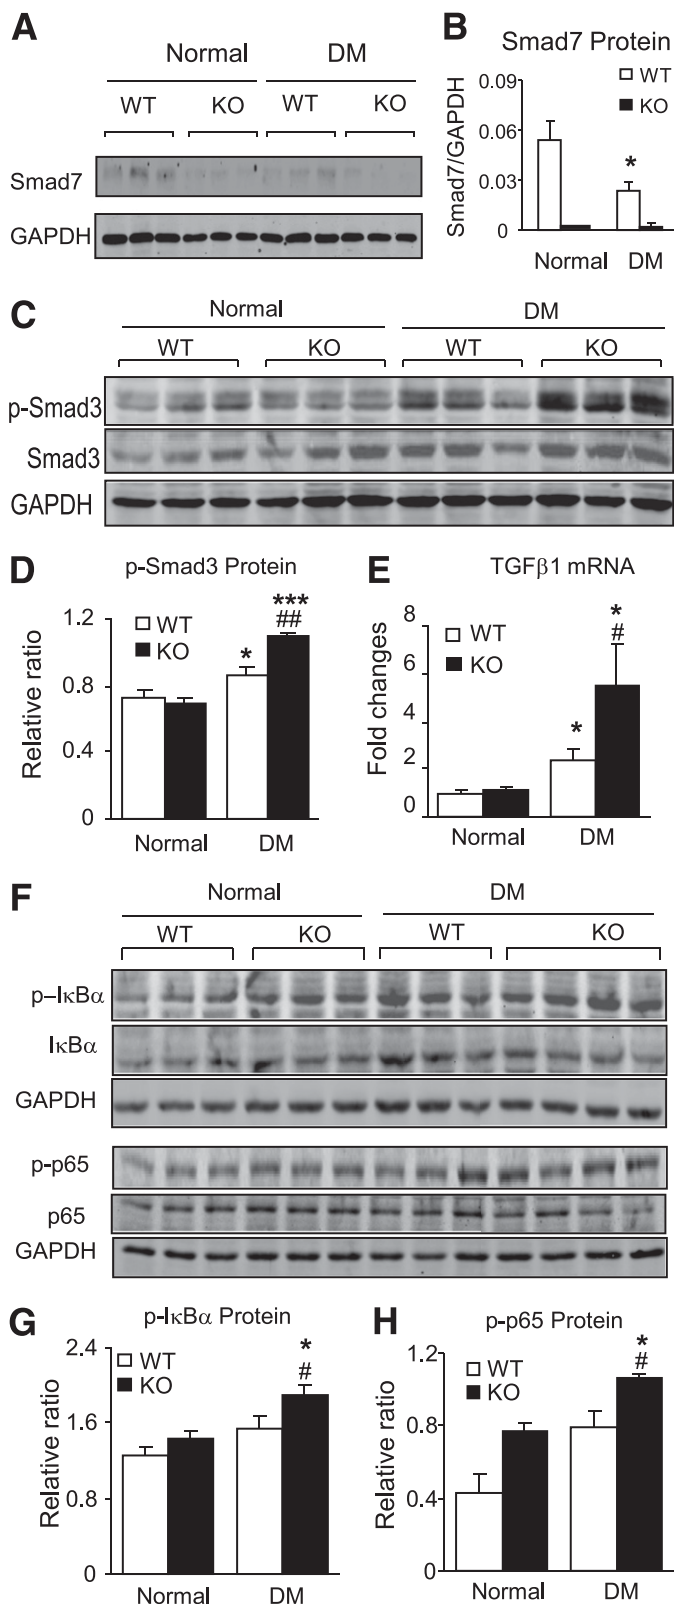 A
Normal DM
WT KO WT KO
Smad7
GAPDH
B
Smad7 Protein
WT
KO
Smad7/GAPDH
0.09
0.06
0.03
0
*
Normal DM
C
Normal DM
WT KO WT KO
p-Smad3
Smad3
GAPDH
D
p-Smad3 Protein
WT
KO
Relative ratio
1.2
0.8
0.4
0
*
***
##
Normal DM
E
TGFβ1 mRNA
WT
KO
Fold changes
8
6
4
2
0
*
*
#
Normal DM
F
Normal DM
WT KO WT KO
p–IκBα
IκBα
GAPDH
p-p65
p65
GAPDH
G
p-IκBα Protein
WT
KO
Relative ratio
2.4
1.6
0.8
0
*
#
Normal DM
H
p-p65 Protein
WT
KO
Relative ratio
1.2
0.8
0.4
0
*
#
Normal DM